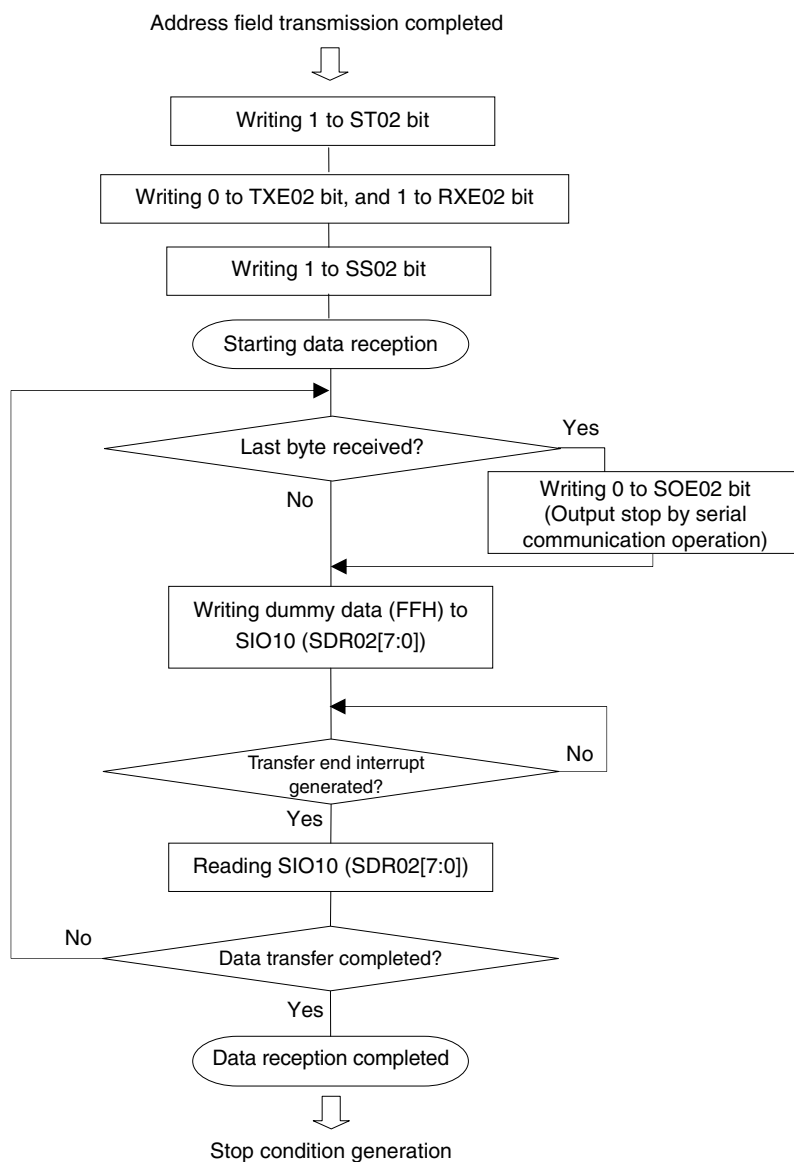 Address field transmission completed
Writing 1 to ST02 bit
Writing 0 to TXE02 bit, and 1 to RXE02 bit
Writing 1 to SS02 bit
Starting data reception
Last byte received?
Yes
No
Writing 0 to SOE02 bit
(Output stop by serial
communication operation)
Writing dummy data (FFH) to
SIO10 (SDR02[7:0])
Transfer end interrupt
generated?
No
Yes
Reading SIO10 (SDR02[7:0])
No
Data transfer completed?
Yes
Data reception completed
Stop condition generation